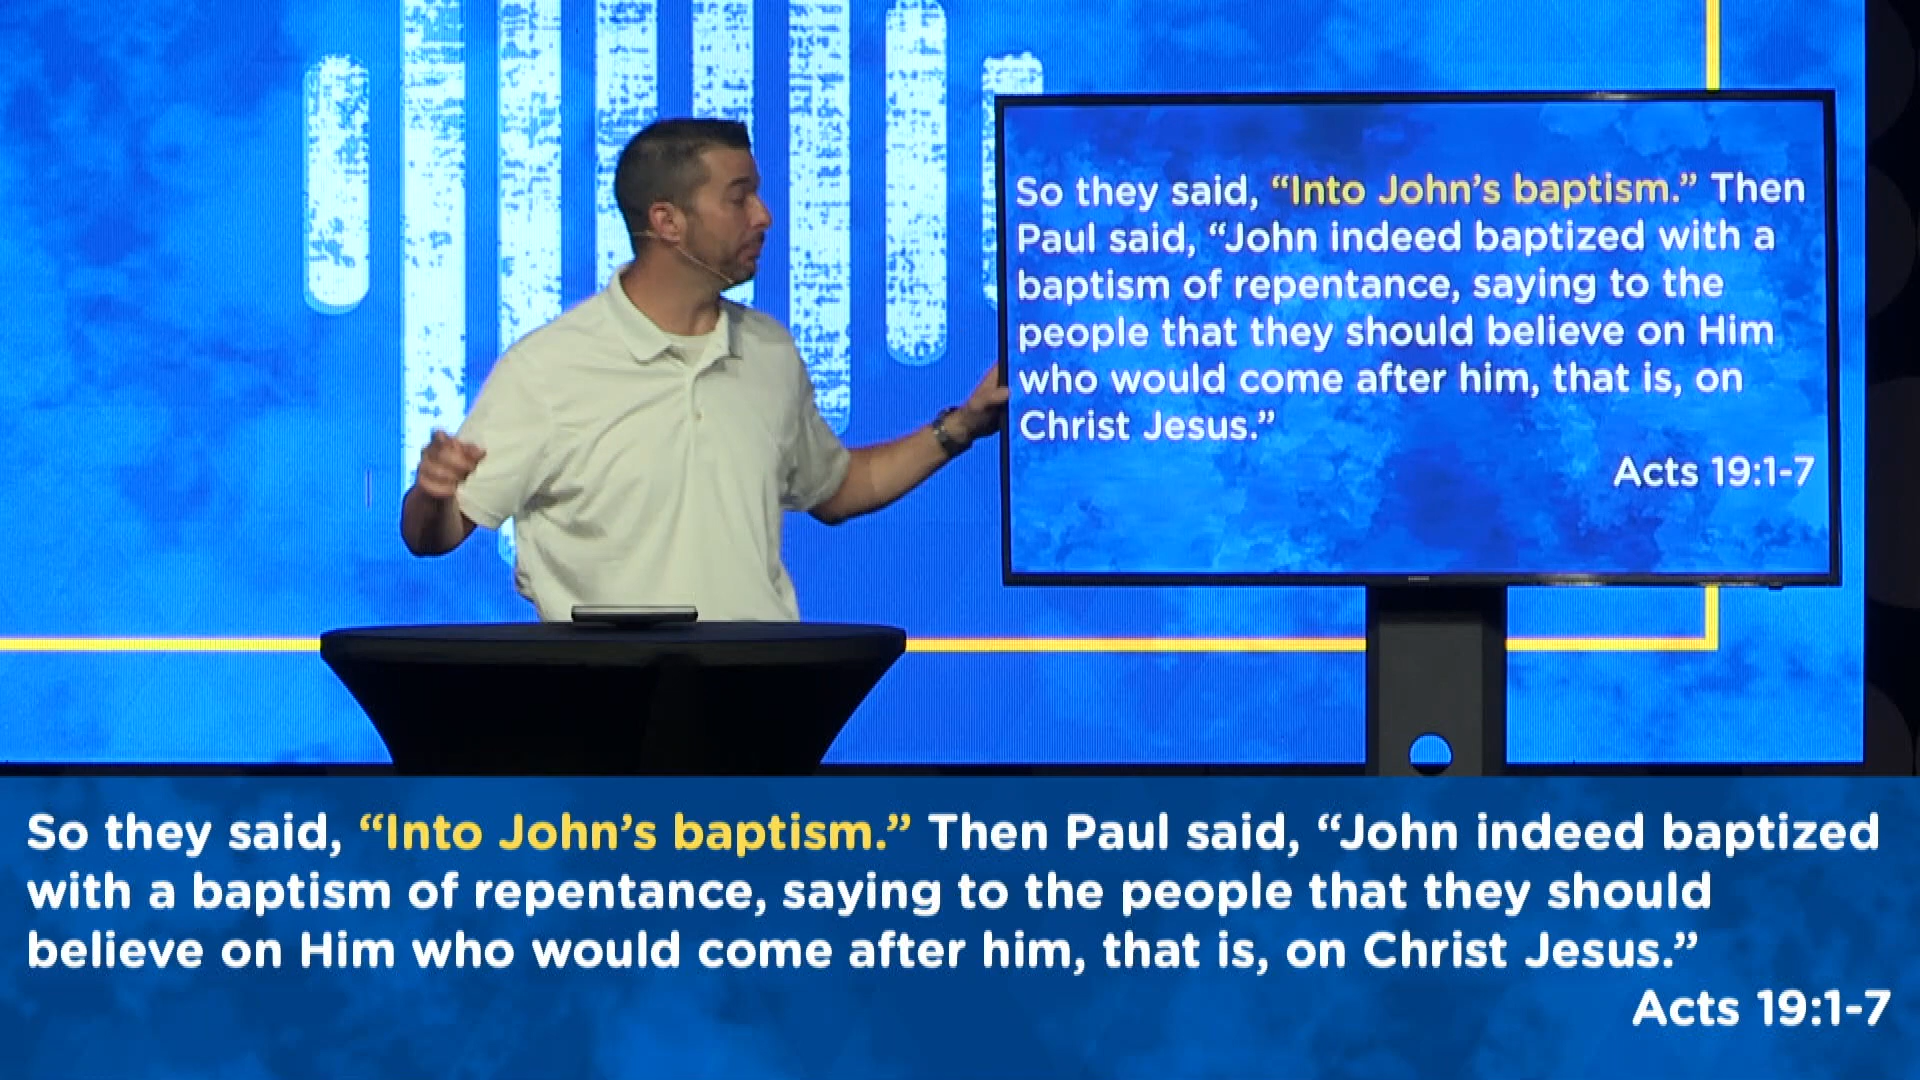 So they said, “Into John’s baptism.” Then
Paul said, “John indeed baptized with a
baptism of repentance, saying to the
people that they should believe on Him
who would come after him, that is, on
Christ Jesus.”
Acts 19:1-7
So they said, “Into John’s baptism.” Then Paul said, “John indeed baptized
with a baptism of repentance, saying to the people that they should
believe on Him who would come after him, that is, on Christ Jesus.”
Acts 19:1-7